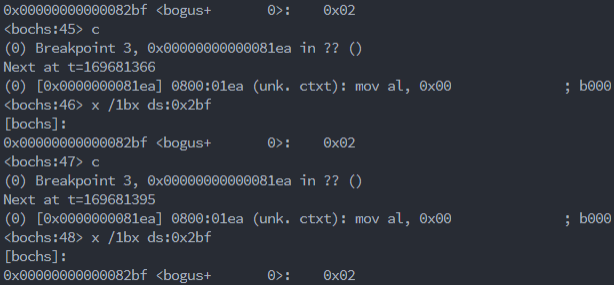 0x00000000000082bf <bogus+       0>:    0x02
<bochs:45> c
(0) Breakpoint 3, 0x00000000000081ea in ?? ()
Next at t=169681366
(0) [0x0000000081ea] 0800:01ea (unk. ctxt): mov al, 0x00              ; b000
<bochs:46> x /1bx ds:0x2bf
[bochs]:
0x00000000000082bf <bogus+       0>:    0x02
<bochs:47> c
(0) Breakpoint 3, 0x00000000000081ea in ?? ()
Next at t=169681395
(0) [0x0000000081ea] 0800:01ea (unk. ctxt): mov al, 0x00              ; b000
<bochs:48> x /1bx ds:0x2bf
[bochs]:
0x00000000000082bf <bogus+       0>:    0x02